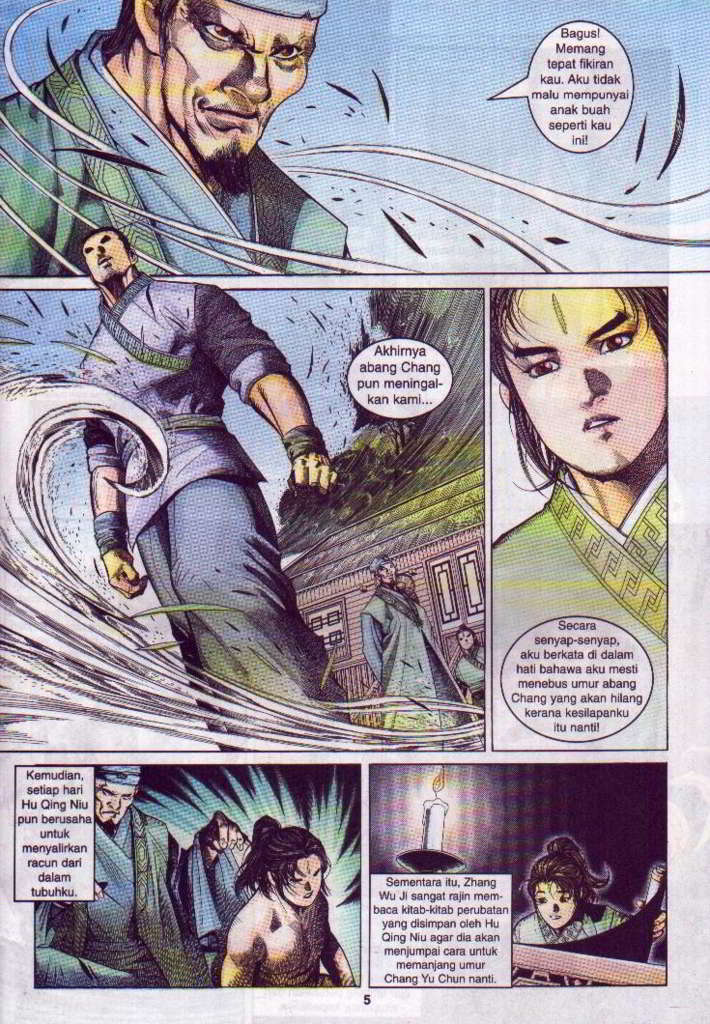 Bagus!
Memang
tepat fikiran
kau. Aku tidak
malu mempunyai
anak buah
seperti kau
ini!
Akhirnya
abang Chang
pun meningal-
kan kami...
Secara
senyap-senyap,
aku berkata di dalam
hati bahawa aku mesti
menebus umur abang
Chang yang akan hilang
kerana kesilapanku
itu nanti!
Kemudian,
setiap hari
Hu Qing Niu
pun berusaha
untuk
menyalirkan
racun dari
dalam
tubuhku.
Sementara itu, Zhang
Wu Ji sangat rajin mem-
baca kitab-kitab perubatan
yang disimpan oleh Hu
Qing Niu agar dia akan
menjumpai cara untuk
memanjang umur
Chang Yu Chun nanti.
5